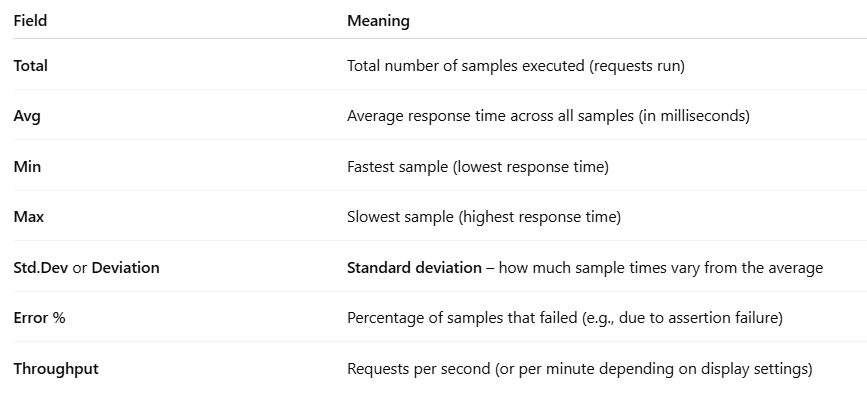 Field Meaning
Total Total number of samples executed (requests run)
Avg Average response time across all samples (in milliseconds)
Min Fastest sample (lowest response time)
Max Slowest sample (highest response time)
Std.Dev or Deviation Standard deviation – how much sample times vary from the average
Error % Percentage of samples that failed (e.g., due to assertion failure)
Throughput Requests per second (or per minute depending on display settings)